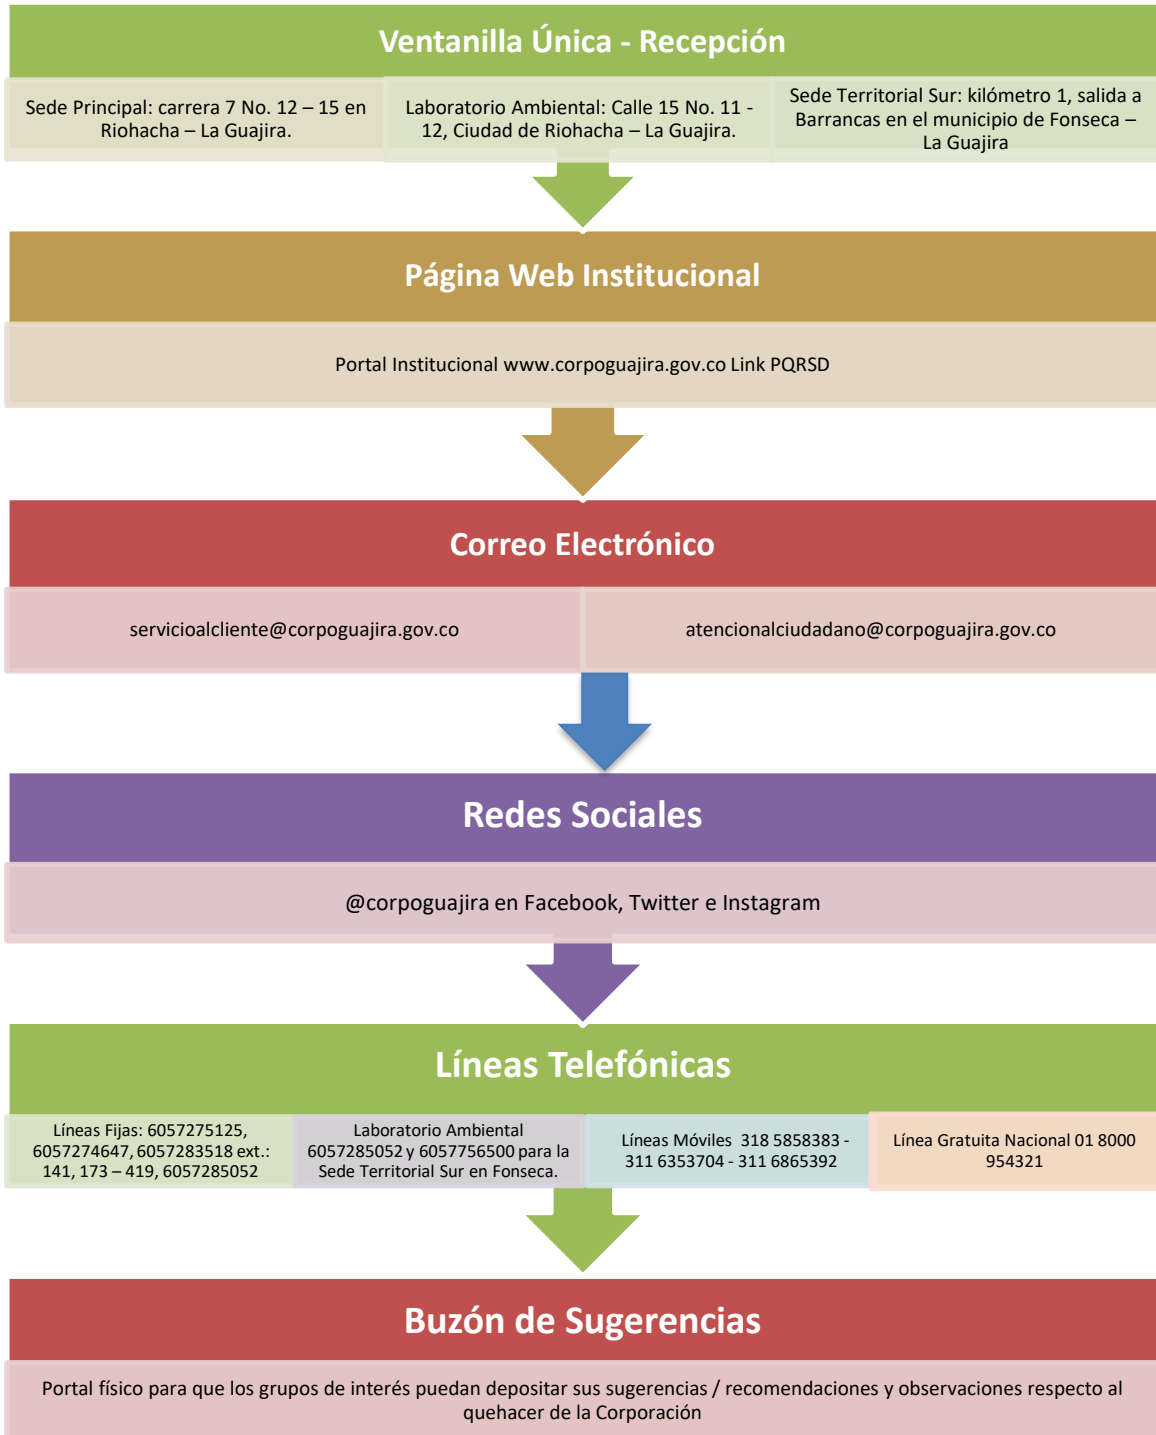 Ventanilla Única - Recepción
Sede Principal: carrera 7 No. 12 – 15 en
Riohacha – La Guajira.
Laboratorio Ambiental: Calle 15 No. 11 -
12, Ciudad de Riohacha – La Guajira.
Sede Territorial Sur: kilómetro 1, salida a
Barrancas en el municipio de Fonseca –
La Guajira
Página Web Institucional
Portal Institucional www.corpoguajira.gov.co Link PQRSD
Correo Electrónico
servicioalcliente@corpoguajira.gov.co
atencionalciudadano@corpoguajira.gov.co
Redes Sociales
@corpoguajira en Facebook, Twitter e Instagram
Líneas Telefónicas
Líneas Fijas: 6057275125,
6057274647, 6057283518 ext.:
141, 173 – 419, 6057285052
Laboratorio Ambiental
6057285052 y 6057756500 para la
Sede Territorial Sur en Fonseca.
Líneas Móviles 318 5858383 -
311 6353704 - 311 6865392
Línea Gratuita Nacional 01 8000
954321
Buzón de Sugerencias
Portal físico para que los grupos de interés puedan depositar sus sugerencias / recomendaciones y observaciones respecto al
quehacer de la Corporación